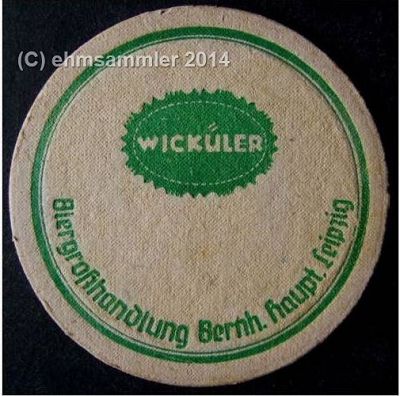 (C) ehmsammler 2014
WICKÜLER
Biergroßhandlung Bernh. Haupt Leipzig